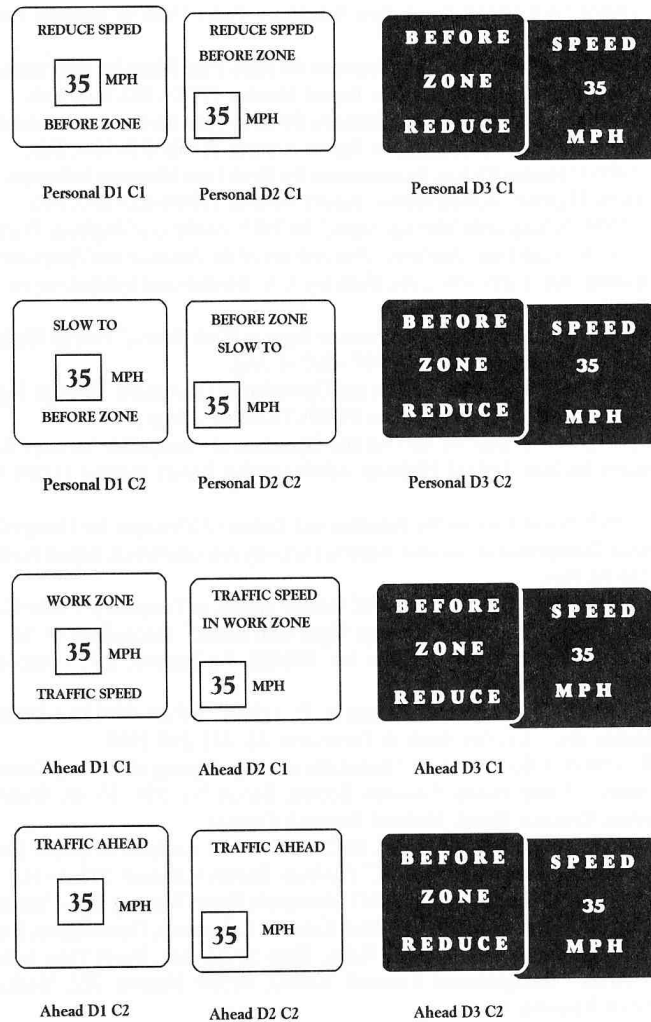 REDUCE SPPED
35 MPH
BEFORE ZONE
Personal D1 C1
REDUCE SPPED
BEFORE ZONE
35 MPH
Personal D2 C1
BEFORE
ZONE
REDUCE
SPEED
35
MPH
Personal D3 C1
SLOW TO
35 MPH
BEFORE ZONE
Personal D1 C2
BEFORE ZONE
SLOW TO
35 MPH
Personal D2 C2
BEFORE
ZONE
REDUCE
SPEED
35
MPH
Personal D3 C2
WORK ZONE
35 MPH
TRAFFIC SPEED
Ahead D1 C1
TRAFFIC SPEED
IN WORK ZONE
35 MPH
Ahead D2 C1
BEFORE
ZONE
REDUCE
SPEED
35
MPH
Ahead D3 C1
TRAFFIC AHEAD
35 MPH
Ahead D1 C2
TRAFFIC AHEAD
35 MPH
Ahead D2 C2
BEFORE
ZONE
REDUCE
SPEED
35
MPH
Ahead D3 C2